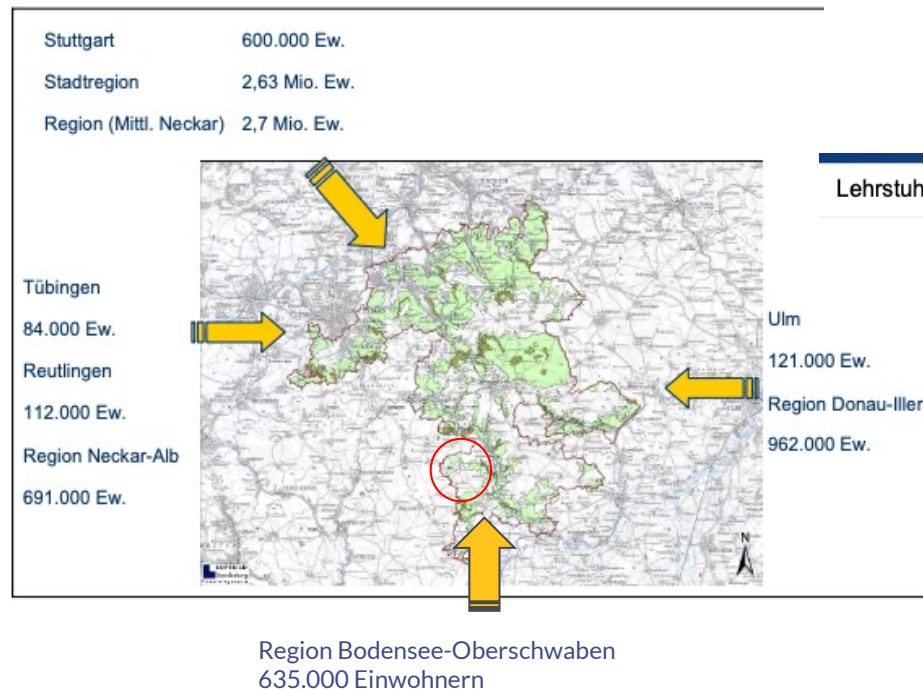 Stuttgart 600.000 Ew.
Stadtregion 2,63 Mio. Ew.
Region (Mittl. Neckar) 2,7 Mio. Ew.
Lehrstuh
Tübingen
84.000 Ew.
Reutlingen
112.000 Ew.
Region Neckar-Alb
691.000 Ew.
Ulm
121.000 Ew.
Region Donau-Iller
962.000 Ew.
N
Region Bodensee-Oberschwaben
635.000 Einwohnern